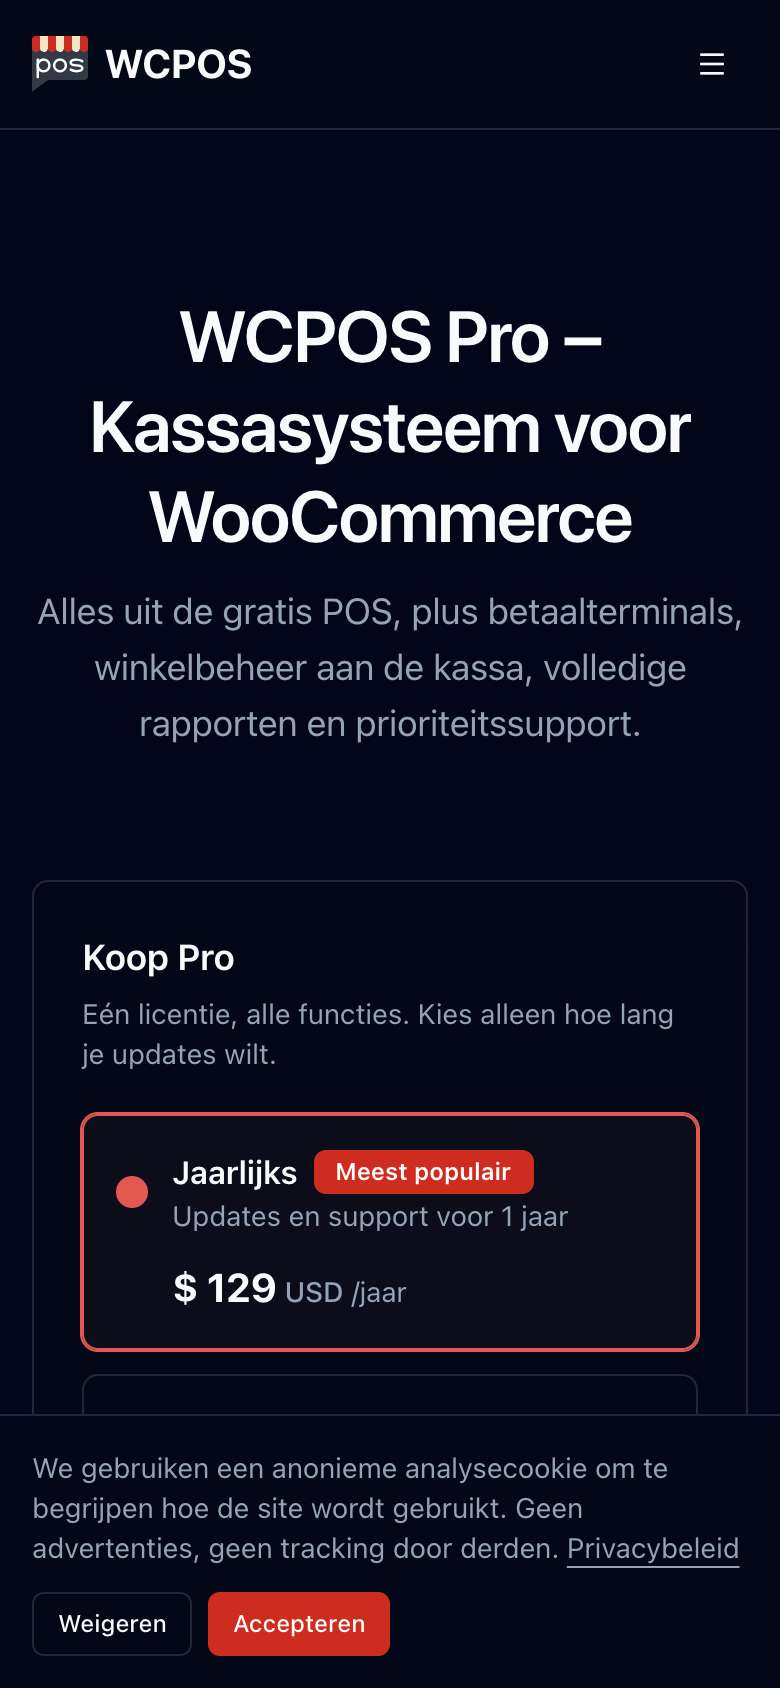 pos WCPOS
WCPOS Pro –
Kassasysteem voor
WooCommerce
Alles uit de gratis POS, plus betaalterminals,
winkelbeheer aan de kassa, volledige
rapporten en prioriteitssupport.
Koop Pro
Eén licentie, alle functies. Kies alleen hoe lang
je updates wilt.
Jaarlijks Meest populair
Updates en support voor 1 jaar
$ 129 USD /jaar
We gebruiken een anonieme analysecookie om te
begrijpen hoe de site wordt gebruikt. Geen
advertenties, geen tracking door derden. Privacybeleid
Weigeren Accepteren